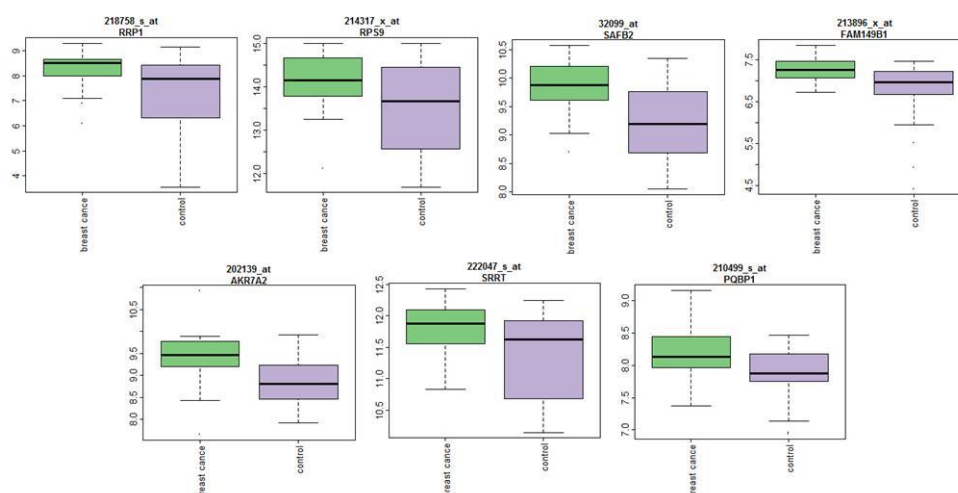 218758_s_at
RRP1
9
8
7
6
5
4
breast cance
control
214317_x_at
RPS9
15.0
14.0
13.0
12.0
breast cance
control
32099_at
SAFB2
10.5
10.0
9.5
9.0
8.5
8.0
breast cance
control
213896_x_at
FAM149B1
7.5
6.5
5.5
4.5
breast cance
control
202139_at
AKR7A2
10.5
9.5
9.0
8.5
8.0
breast cance
control
222047_s_at
SRRT
12.5
12.0
11.5
11.0
10.5
breast cance
control
210499_s_at
PQBP1
9.0
8.5
8.0
7.5
7.0
breast cance
control